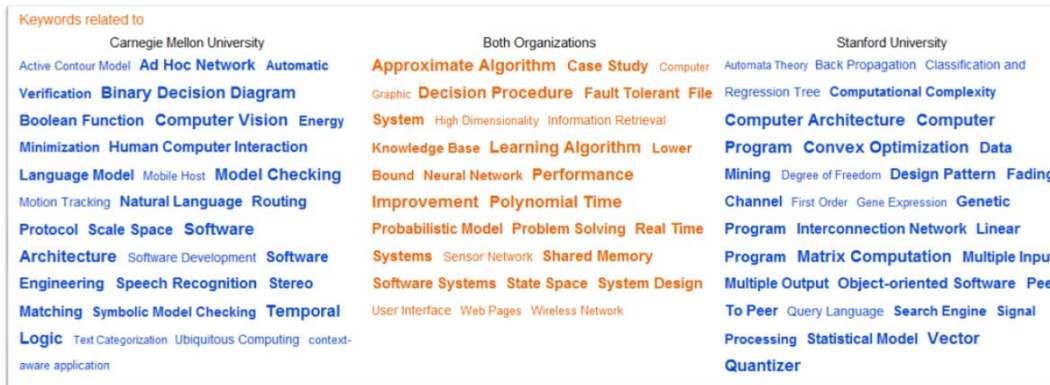 Keywords related to
Carnegie Mellon University
Active Contour Model Ad Hoc Network Automatic
Verification Binary Decision Diagram
Boolean Function Computer Vision Energy
Minimization Human Computer Interaction
Language Model Mobile Host Model Checking
Motion Tracking Natural Language Routing
Protocol Scale Space Software
Architecture Software Development Software
Engineering Speech Recognition Stereo
Matching Symbolic Model Checking Temporal
Logic Text Categorization Ubiquitous Computing context-
aware application
Both Organizations
Approximate Algorithm Case Study Computer
Graphic Decision Procedure Fault Tolerant File
System High Dimensionality Information Retrieval
Knowledge Base Learning Algorithm Lower
Bound Neural Network Performance
Improvement Polynomial Time
Probabilistic Model Problem Solving Real Time
Systems Sensor Network Shared Memory
Software Systems State Space System Design
User Interface Web Pages Wireless Network
Stanford University
Automata Theory Back Propagation Classification and
Regression Tree Computational Complexity
Computer Architecture Computer
Program Convex Optimization Data
Mining Degree of Freedom Design Pattern Fading
Channel First Order Gene Expression Genetic
Program Interconnection Network Linear
Program Matrix Computation Multiple Inpu
Multiple Output Object-oriented Software Pee
To Peer Query Language Search Engine Signal
Processing Statistical Model Vector
Quantizer